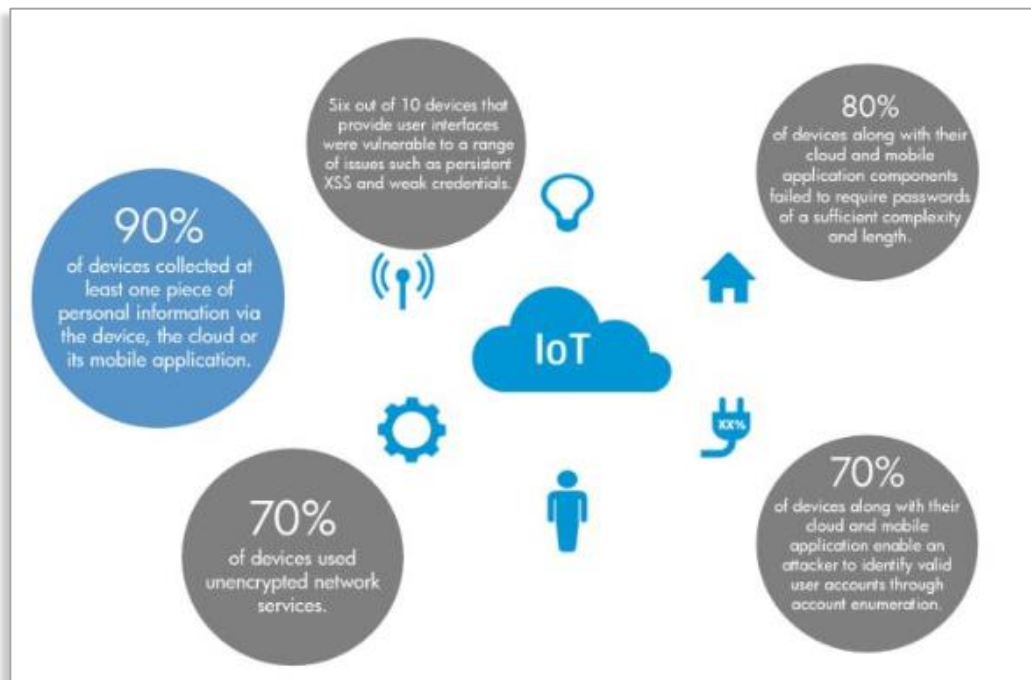 Six out of 10 devices that
provide user interfaces
were vulnerable to a range
of issues such as persistent
XSS and weak credentials.
80%
of devices along with their
cloud and mobile
application components
failed to require passwords
of a sufficient complexity
and length.
90%
of devices collected at
least one piece of
personal information via
the device, the cloud or
its mobile application.
IoT
XX%
70%
of devices used
unencrypted network
services.
70%
of devices along with their
cloud and mobile
application enable an
attacker to identify valid
user accounts through
account enumeration.